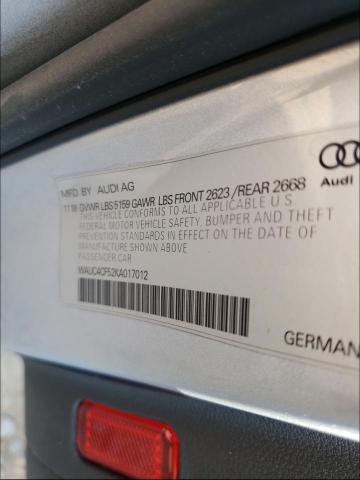 MFD. BY AUDI AG
11 18 GVWR LBS 5159 GAWR LBS FRONT 2623 /REAR 2668
THIS VEHICLE CONFORMS TO ALL APPLICABLE U S
FEDERAL MOTOR VEHICLE SAFETY, BUMPER AND THEFT
PREVENTION STANDARDS IN EFFECT ON THE DATE OF
MANUFACTURE SHOWN ABOVE
PASSENGER CAR
WAUC4CF52KA017012
Audi
GERMAN